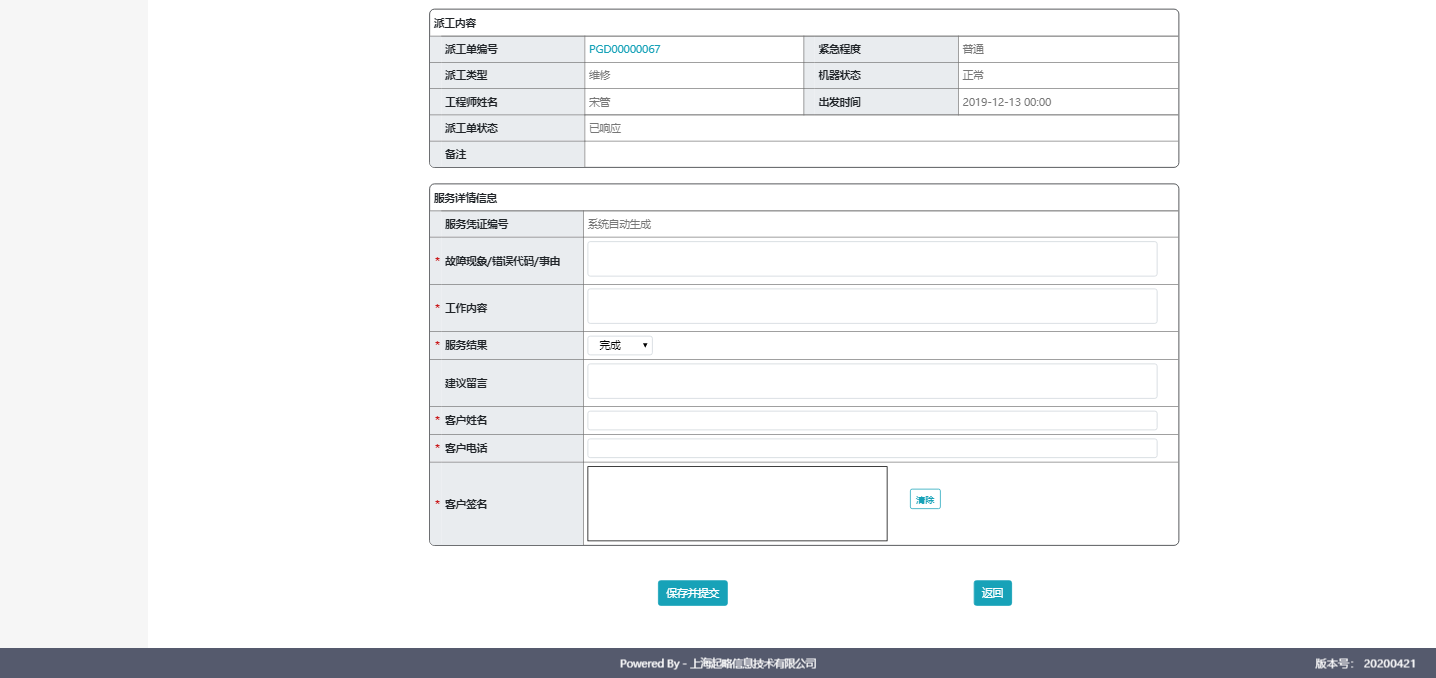 派工内容
派工单编号 PGD00000067 紧急程度 普通
派工类型 维修 机器状态 正常
工程师姓名 宋管 出发时间 2019-12-13 00:00
派工单状态 已响应
备注
服务详情信息
服务凭证编号 系统自动生成
* 故障现象/错误代码/事由
* 工作内容
* 服务结果 完成
建议留言
* 客户姓名
* 客户电话
* 客户签名 清除
保存并提交 返回
Powered By - 上海起略信息技术有限公司 版本号： 20200421